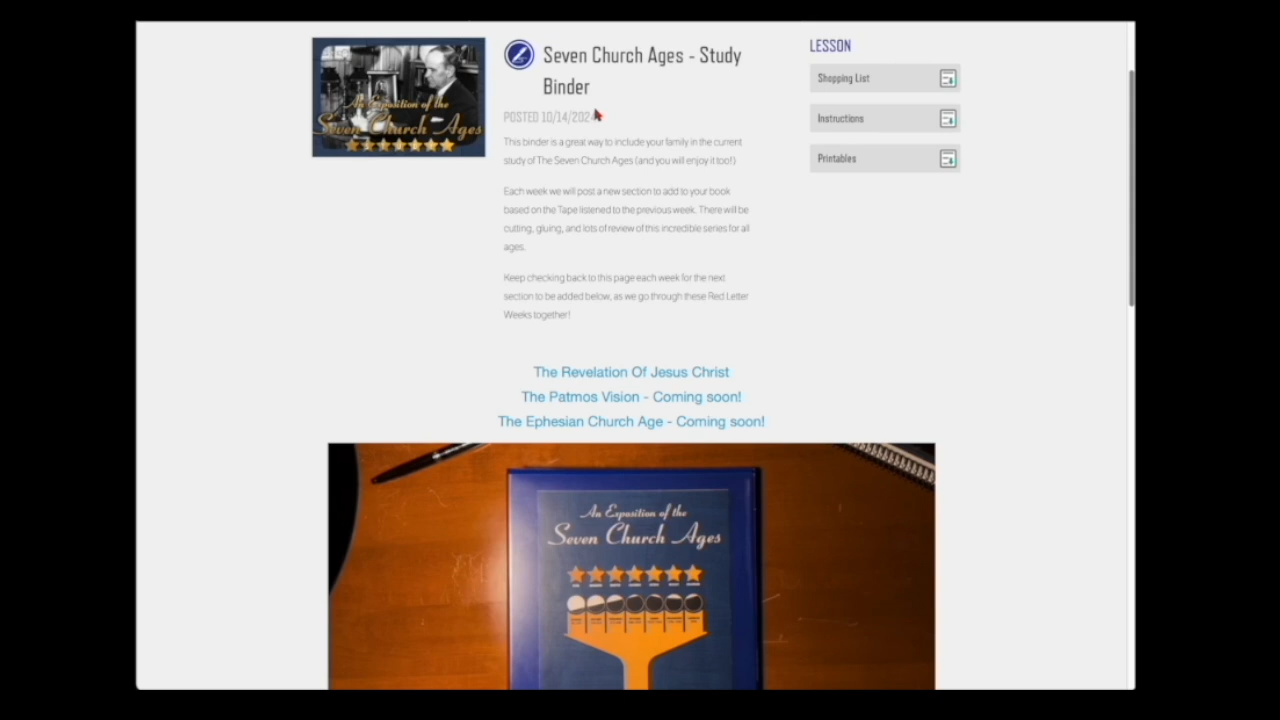 An Exposition of the
Seven Church Ages
Seven Church Ages - Study
Binder
POSTED 10/14/202
This binder is a great way to include your family in the current
study of The Seven Church Ages (and you will enjoy it too!)
Each week we will post a new section to add to your book
based on the Tape listened to the previous week. There will be
cutting, gluing, and lots of review of this incredible series for all
ages.
Keep checking back to this page each week for the next
section to be added below, as we go through these Red Letter
Weeks together!
LESSON
Shopping List
Instructions
Printables
The Revelation Of Jesus Christ
The Patmos Vision - Coming soon!
The Ephesian Church Age - Coming soon!
An Exposition of the
Seven Church Ages